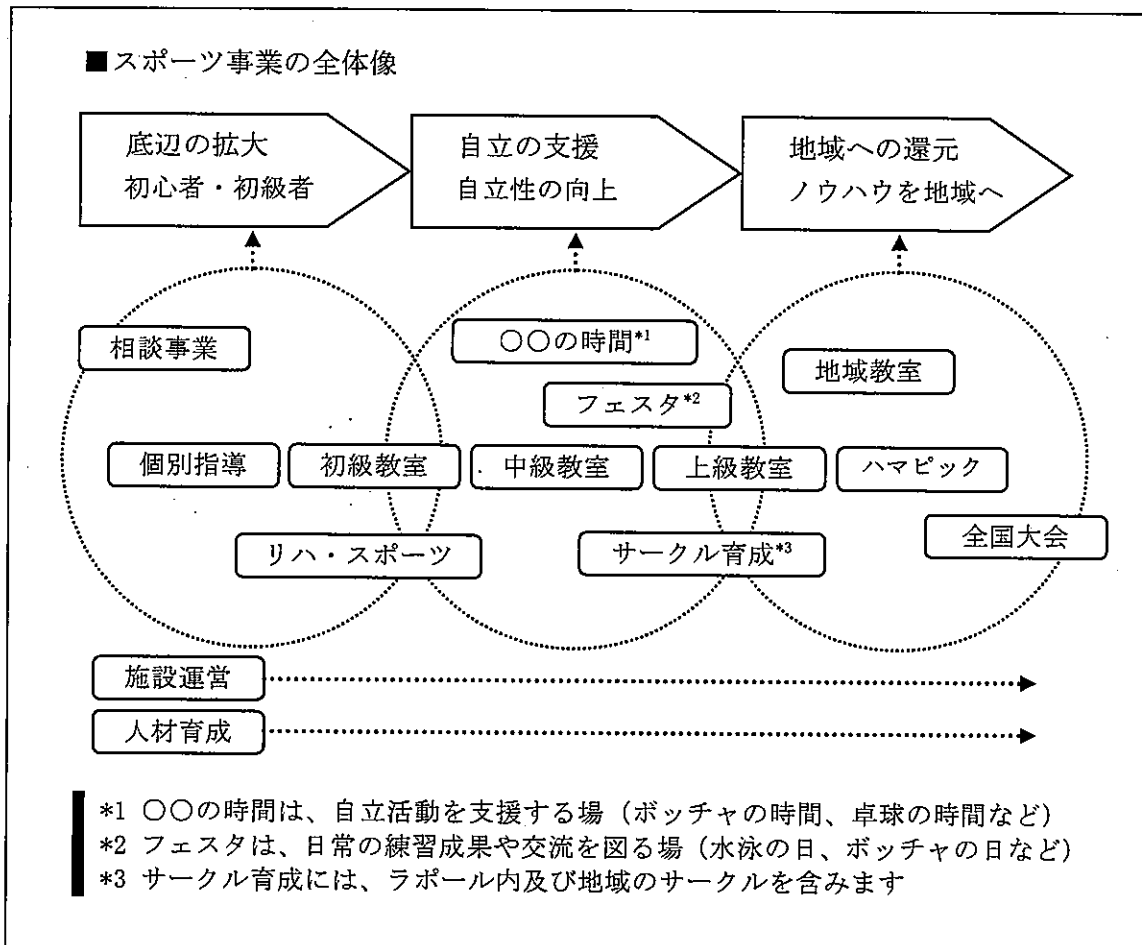 ■スポーツ事業の全体像
底辺の拡大
初心者・初級者
自立の支援
自立性の向上
地域への還元
ノウハウを地域へ
相談事業
〇〇の時間*1
地域教室
フェスタ*2
個別指導
初級教室
中級教室
上級教室
ハマピック
リハ・スポーツ
サークル育成*3
全国大会
施設運営
人材育成
*1 〇〇の時間は、自立活動を支援する場（ボッチャの時間、卓球の時間など）
*2 フェスタは、日常の練習成果や交流を図る場（水泳の日、ボッチャの日など）
*3 サークル育成には、ラポール内及び地域のサークルを含みます